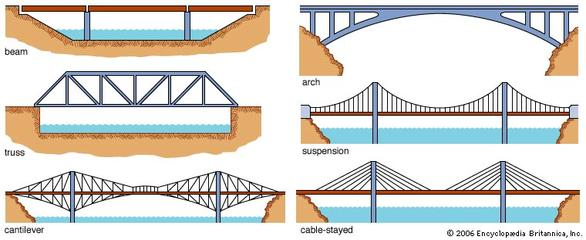 beam
arch
truss
suspension
cantilever
cable-stayed
© 2006 Encyclopædia Britannica, Inc.